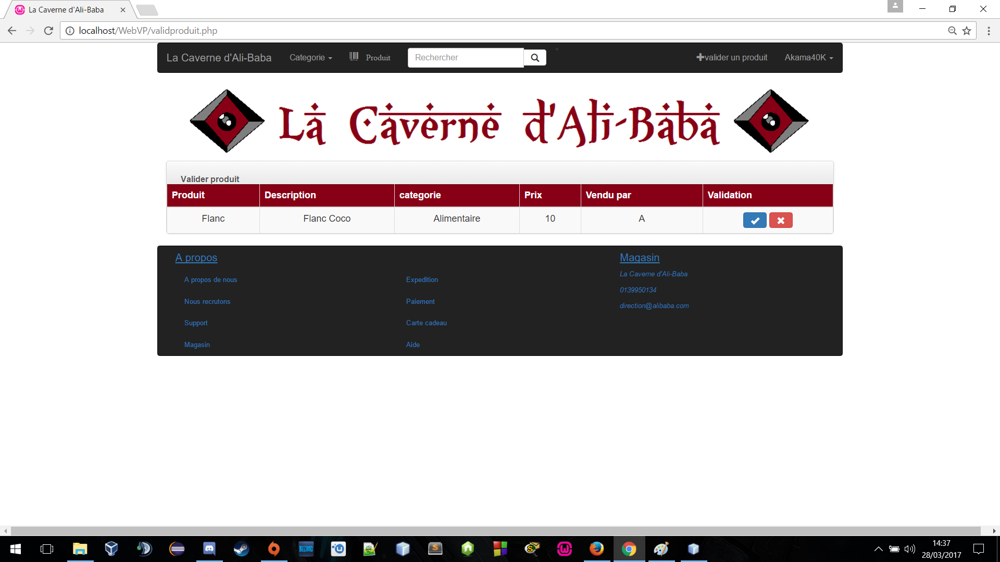 La Caverne d'Ali-Baba
localhost/WebVP/validproduit.php
La Caverne d'Ali-Baba Categorie Produit Rechercher valider un produit Akama40K
La Caverne d'Ali-Baba
Valider produit
Produit Description categorie Prix Vendu par Validation
Flanc Flanc Coco Alimentaire 10 A
A propos Magasin
La Caverne d'Ali-Baba
A propos de nous Expedition
0139950134
Nous recrutons Paiement
direction@alibaba.com
Support Carte cadeau
Magasin Aide
BLIZZARD
14:37
28/03/2017